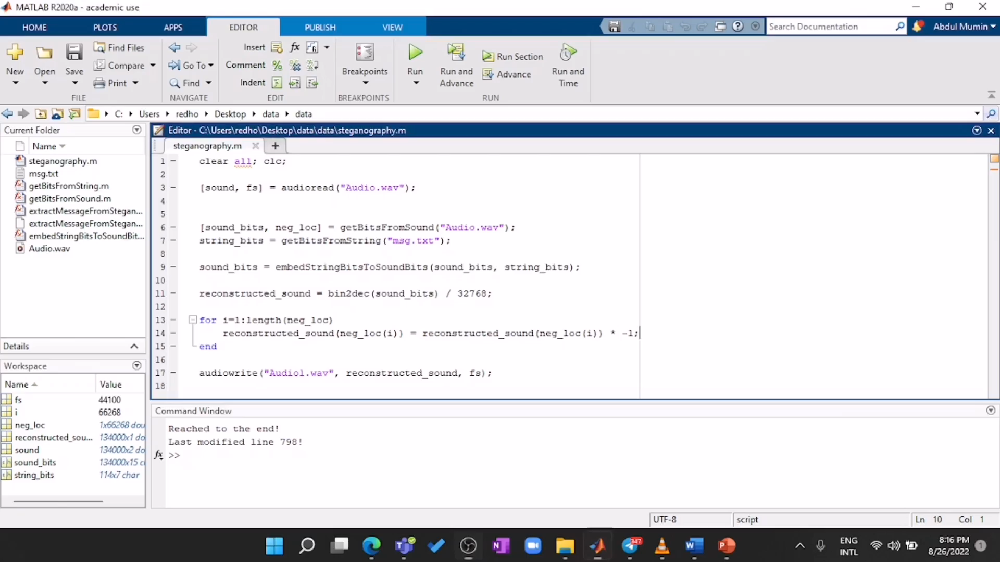 MATLAB R2020a - academic use
HOME PLOTS APPS EDITOR PUBLISH VIEW
Search Documentation
Abdul Mumin
New
Open
Save
Find Files
Compare
Print
FILE
Go To
Find
NAVIGATE
Insert
Comment
Indent
EDIT
Breakpoints
BREAKPOINTS
Run
Run and Advance
Run Section
Advance
Run and Time
RUN
C: Users redho Desktop data data
Current Folder
Name
steganography.m
msg.txt
getBitsFromString.m
getBitsFromSound.m
extractMessageFromStegan...
extractMessageFromStegan...
embedStringBitsToSoundBit...
Audio.wav
Details
Workspace
Name Value
fs 44100
i 66268
neg_loc 1x66268 dou
reconstructed_sou... 134000x1 do
sound 134000x2 do
sound_bits 134000x15 c
string_bits 114x7 char
Editor - C:\Users\redho\Desktop\data\data\steganography.m
steganography.m
1 clear all; clc;
2
3 [sound, fs] = audioread("Audio.wav");
4
5
6 [sound_bits, neg_loc] = getBitsFromSound("Audio.wav");
7 string_bits = getBitsFromString("msg.txt");
8
9 sound_bits = embedStringBitsToSoundBits(sound_bits, string_bits);
10
11 reconstructed_sound = bin2dec(sound_bits) / 32768;
12
13 for i=1:length(neg_loc)
14 reconstructed_sound(neg_loc(i)) = reconstructed_sound(neg_loc(i)) * -1;
15 end
16
17 audiowrite("Audio1.wav", reconstructed_sound, fs);
18
Command Window
Reached to the end!
Last modified line 798!
fx >>
UTF-8 script Ln 10 Col 1
347
ENG
INTL
8:16 PM
8/26/2022
1